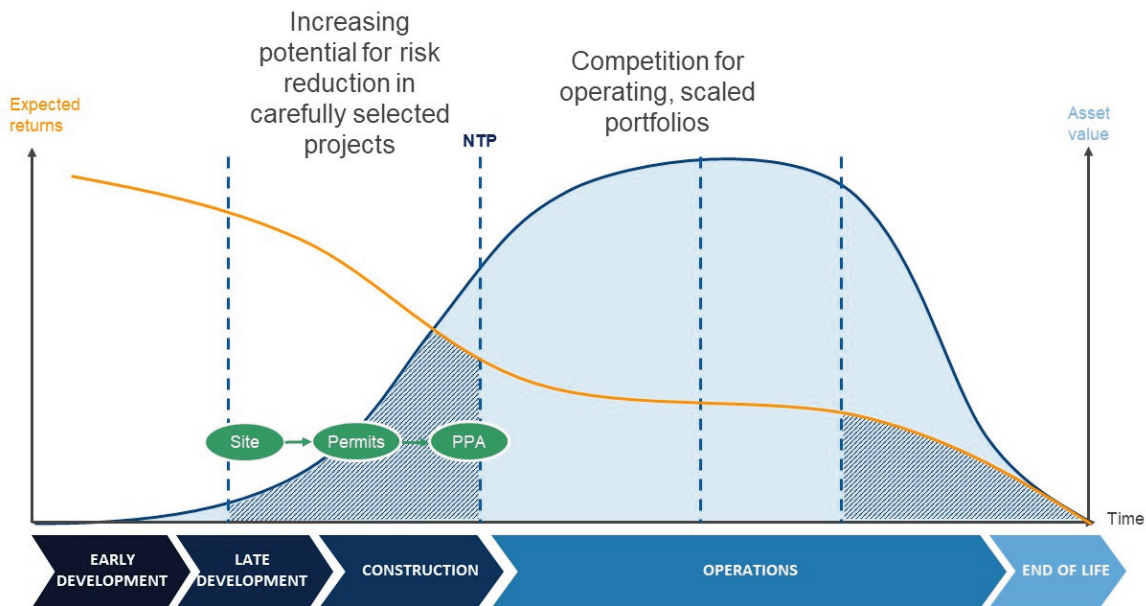 Increasing
potential for risk
reduction in
carefully selected
projects
Competition for
operating, scaled
portfolios
Expected
returns
NTP
Asset
value
Site
Permits
PPA
Time
EARLY
DEVELOPMENT
LATE
DEVELOPMENT
CONSTRUCTION
OPERATIONS
END OF LIFE